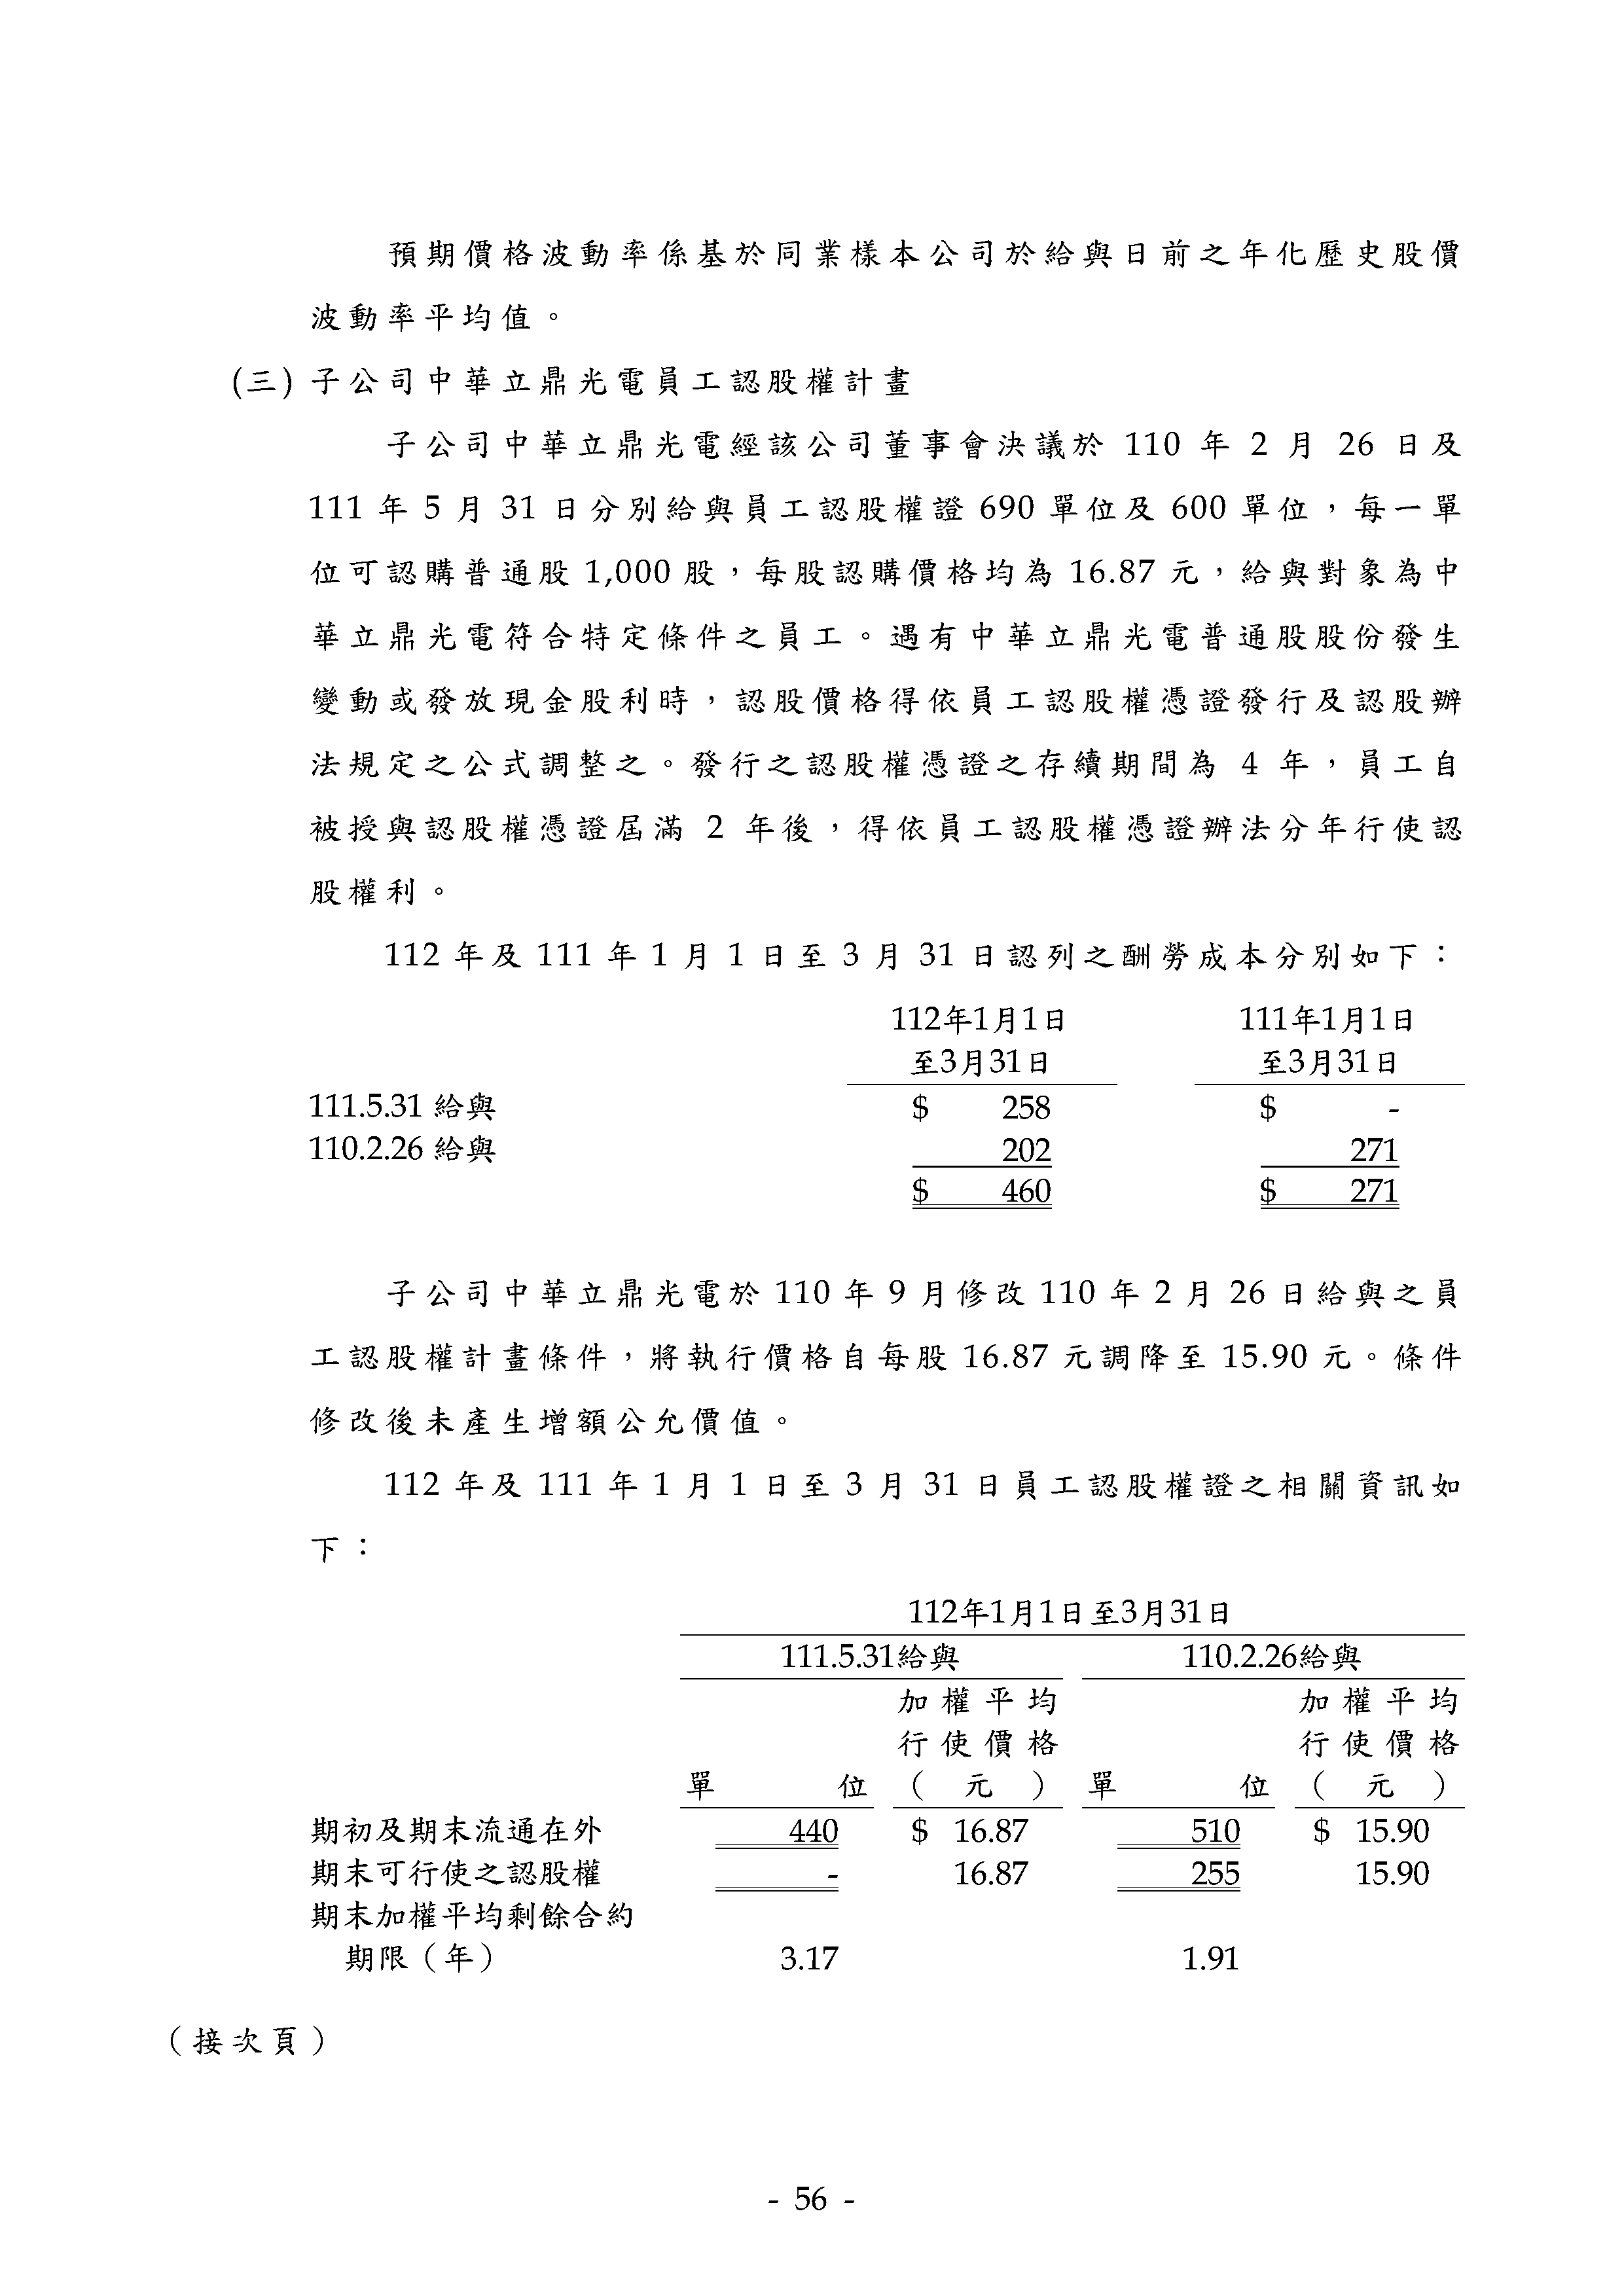 預期價格波動率係基於同業樣本公司於給與日前之年化歷史股價
波動率平均值。
(三) 子公司中華立鼎光電員工認股權計畫
子公司中華立鼎光電經該公司董事會決議於 110 年 2 月 26 日及
111 年 5 月 31 日分別給與員工認股權證 690 單位及 600 單位，每一單
位可認購普通股 1,000 股，每股認購價格均為 16.87 元，給與對象為中
華立鼎光電符合特定條件之員工。遇有中華立鼎光電普通股股份發生
變動或發放現金股利時，認股價格得依員工認股權憑證發行及認股辦
法規定之公式調整之。發行之認股權憑證之存續期間為 4 年，員工自
被授與認股權憑證屆滿 2 年後，得依員工認股權憑證辦法分年行使認
股權利。
112 年及 111 年 1 月 1 日至 3 月 31 日認列之酬勞成本分別如下：
112年1月1日 111年1月1日
至3月31日 至3月31日
111.5.31 給與 $ 258 $ -
110.2.26 給與 202 271
$ 460 $ 271
子公司中華立鼎光電於 110 年 9 月修改 110 年 2 月 26 日給與之員
工認股權計畫條件，將執行價格自每股 16.87 元調降至 15.90 元。條件
修改後未產生增額公允價值。
112 年及 111 年 1 月 1 日至 3 月 31 日員工認股權證之相關資訊如
下：
112年1月1日至3月31日
111.5.31給與 110.2.26給與
加權平均 加權平均
行使價格 行使價格
單位 （元） 單位 （元）
期初及期末流通在外 440 $ 16.87 510 $ 15.90
期末可行使之認股權 - 16.87 255 15.90
期末加權平均剩餘合約
期限（年） 3.17 1.91
（接次頁）
- 56 -